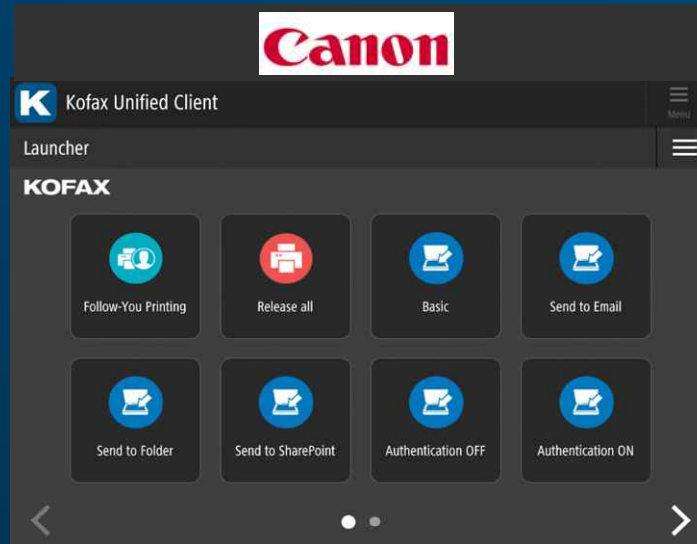 Canon
K Kofax Unified Client
Menu
Launcher
KOFAX
Follow-You Printing
Release all
Basic
Send to Email
Send to Folder
Send to SharePoint
Authentication OFF
Authentication ON